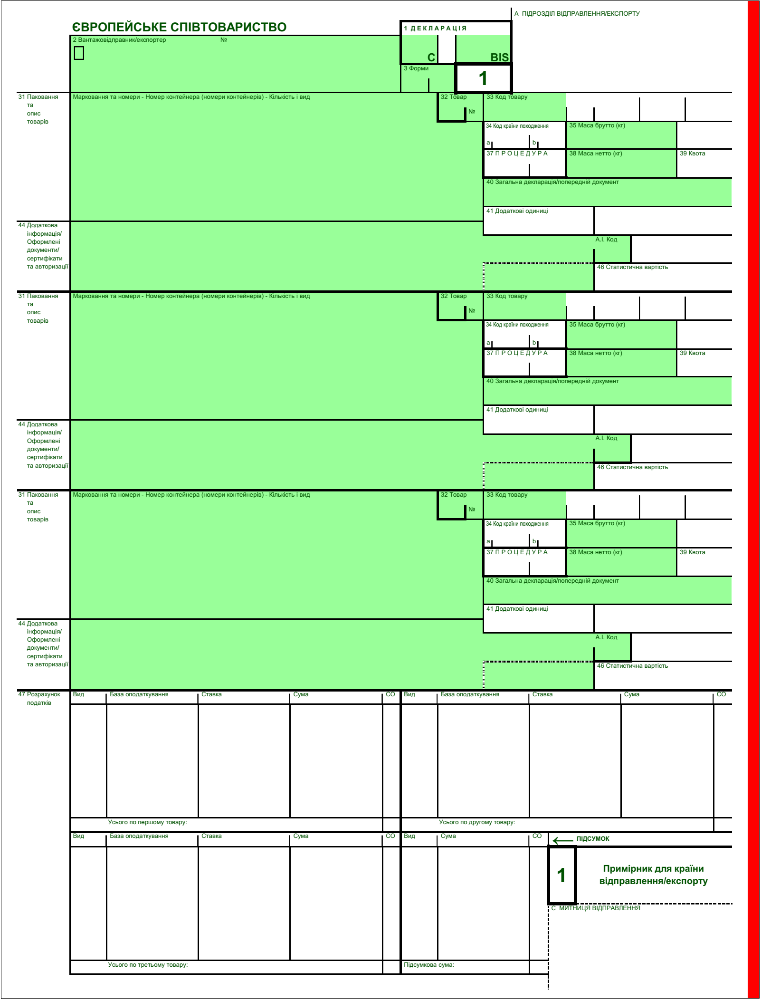 А ПІДРОЗДІЛ ВІДПРАВЛЕННЯ/ЕКСПОРТУ
ЄВРОПЕЙСЬКЕ СПІВТОВАРИСТВО
1 ДЕКЛАРАЦІЯ
2 Вантажовідправник/експортер №
C BIS
3 Форми
1
31 Паковання
та
опис
товарів
Марковання та номери - Номер контейнера (номери контейнерів) - Кількість і вид
32 Товар
№
33 Код товару
34 Код країни походження
a b
35 Маса брутто (кг)
37 ПРОЦЕДУРА
38 Маса нетто (кг)
39 Квота
40 Загальна декларація/попередній документ
41 Додаткові одиниці
44 Додаткова
інформація/
Оформлені
документи/
сертифікати
та авторизації
А.І. Код
46 Статистична вартість
31 Паковання
та
опис
товарів
Марковання та номери - Номер контейнера (номери контейнерів) - Кількість і вид
32 Товар
№
33 Код товару
34 Код країни походження
a b
35 Маса брутто (кг)
37 ПРОЦЕДУРА
38 Маса нетто (кг)
39 Квота
40 Загальна декларація/попередній документ
41 Додаткові одиниці
44 Додаткова
інформація/
Оформлені
документи/
сертифікати
та авторизації
А.І. Код
46 Статистична вартість
31 Паковання
та
опис
товарів
Марковання та номери - Номер контейнера (номери контейнерів) - Кількість і вид
32 Товар
№
33 Код товару
34 Код країни походження
a b
35 Маса брутто (кг)
37 ПРОЦЕДУРА
38 Маса нетто (кг)
39 Квота
40 Загальна декларація/попередній документ
41 Додаткові одиниці
44 Додаткова
інформація/
Оформлені
документи/
сертифікати
та авторизації
А.І. Код
46 Статистична вартість
47 Розрахунок
податків
Вид База оподаткування Ставка Сума СО Вид База оподаткування Ставка Сума СО
Усього по першому товару: Усього по другому товару:
Вид База оподаткування Ставка Сума СО Вид Сума СО
← ПІДСУМОК
1
Примірник для країни
відправлення/експорту
С МИТНИЦЯ ВІДПРАВЛЕННЯ
Усього по третьому товару: Підсумкова сума: